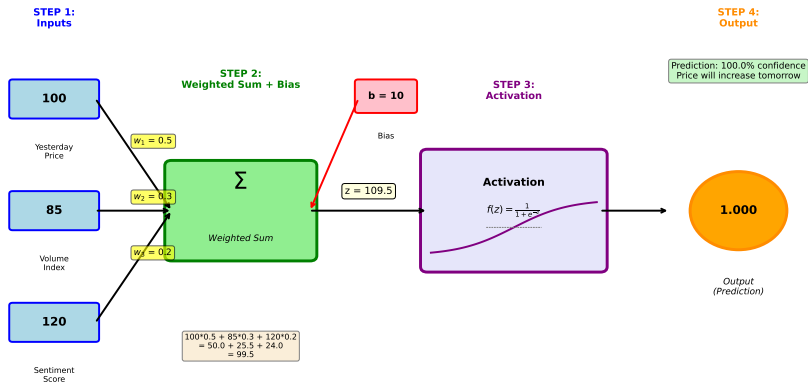 STEP 1:
Inputs
STEP 2:
Weighted Sum + Bias
STEP 3:
Activation
STEP 4:
Output
100
Yesterday
Price
85
Volume
Index
120
Sentiment
Score
w₁ = 0.5
w₂ = 0.3
w₃ = 0.2
Σ
Weighted Sum
100*0.5 + 85*0.3 + 120*0.2
= 50.0 + 25.5 + 24.0
= 99.5
b = 10
Bias
z = 109.5
Activation
f(z) = 1/(1+e⁻ᶻ)
Prediction: 100.0% confidence
Price will increase tomorrow
1.000
Output
(Prediction)